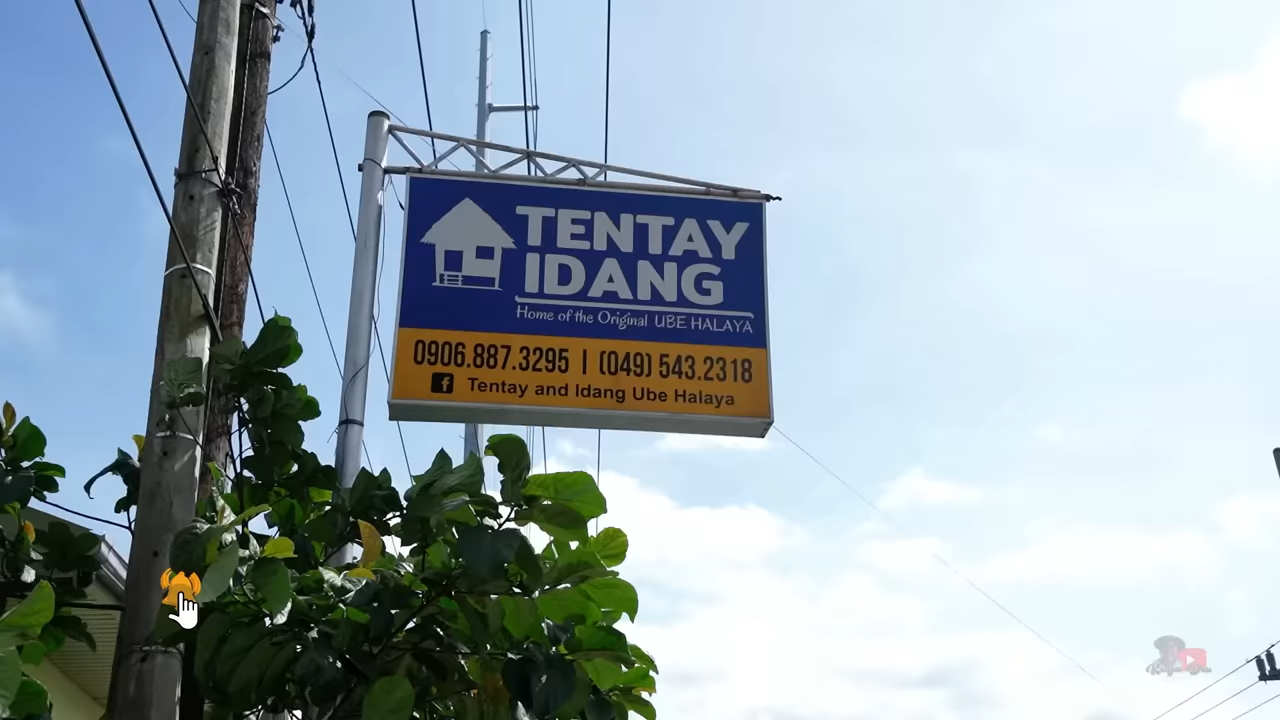 TENTAY
IDANG
Home of the Original UBE HALAYA
0906.887.3295 | (049) 543.2318
f Tentay and Idang Ube Halaya